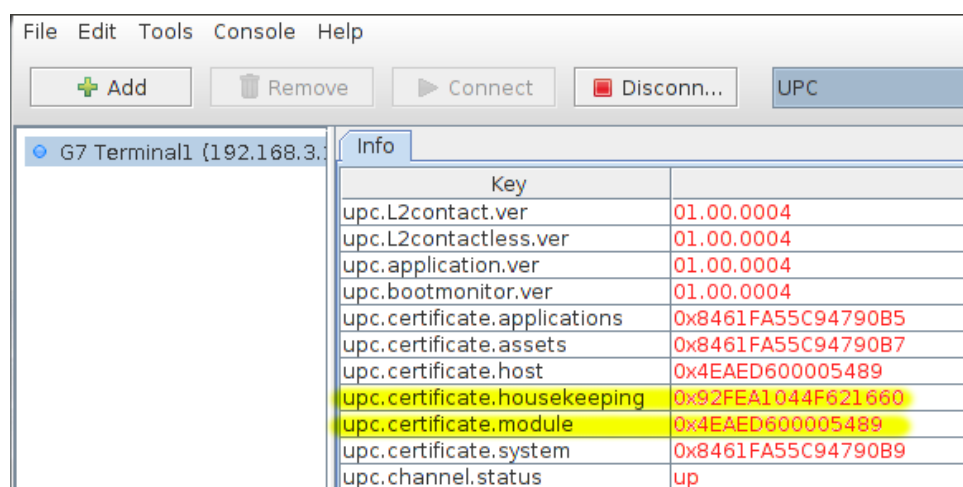 File Edit Tools Console Help
Add Remove Connect Disconn... UPC
G7 Terminal1 (192.168.3.
Info
Key
upc.L2contact.ver 01.00.0004
upc.L2contactless.ver 01.00.0004
upc.application.ver 01.00.0004
upc.bootmonitor.ver 01.00.0004
upc.certificate.applications 0x8461FA55C94790B5
upc.certificate.assets 0x8461FA55C94790B7
upc.certificate.host 0x4EAED600005489
upc.certificate.housekeeping 0x92FEA1044F621660
upc.certificate.module 0x4EAED600005489
upc.certificate.system 0x8461FA55C94790B9
upc.channel.status up